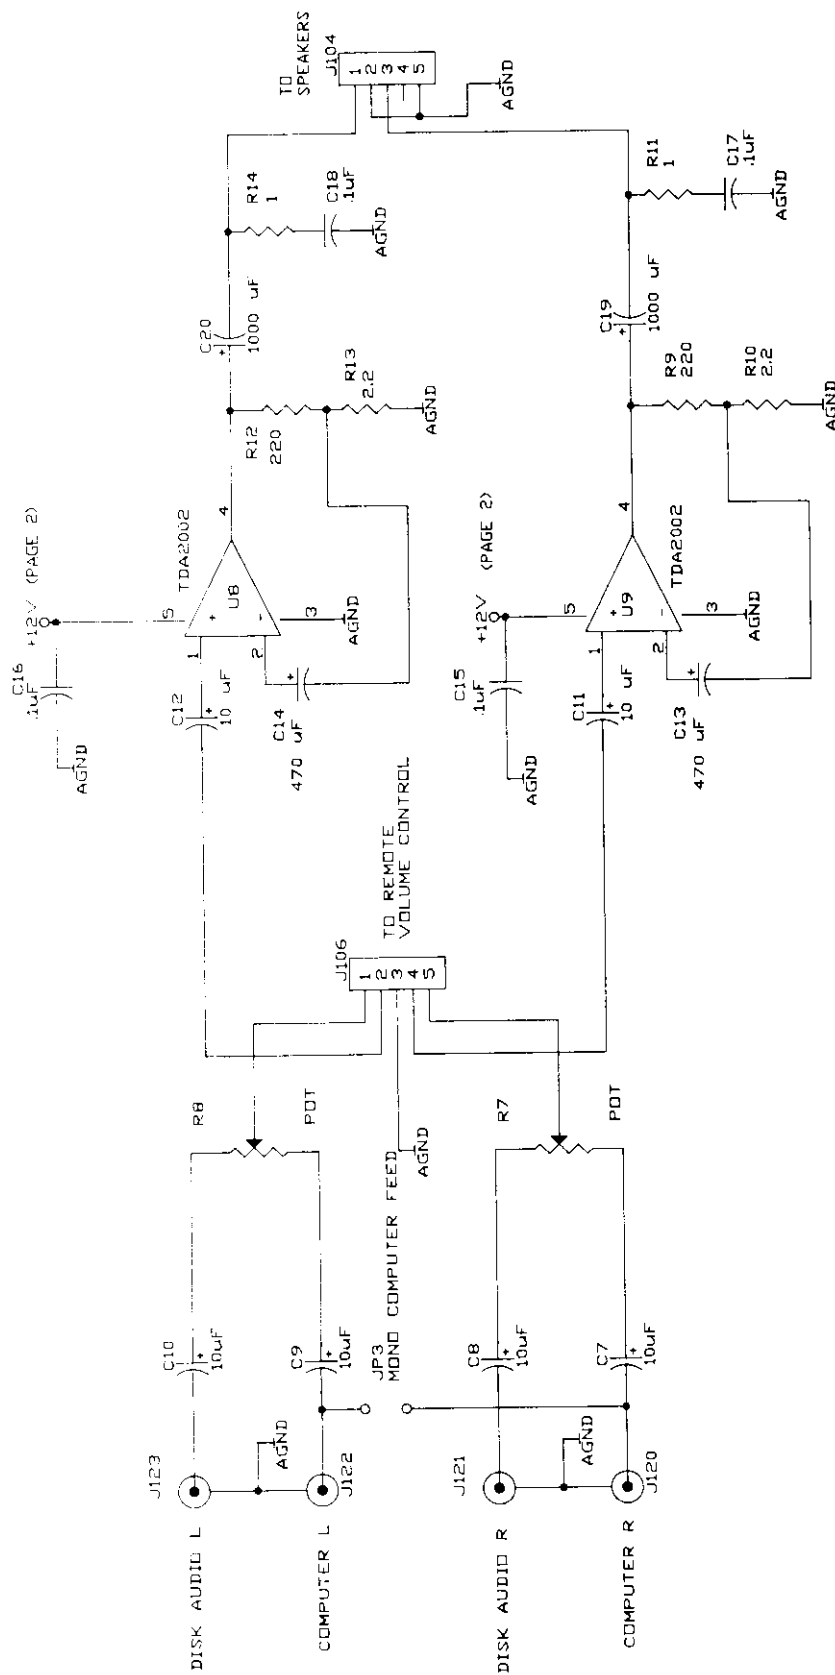 DISK AUDIO L
J123
C10
10uF
R8
POT
COMPUTER L
J122
AGND
C9
10uF
JP3
MONO COMPUTER FEED
DISK AUDIO R
J121
C8
10uF
R7
POT
COMPUTER R
J120
AGND
C7
10uF
AGND
J106
1
2
3
4
5
TO REMOTE
VOLUME CONTROL
AGND
C16
.1uF
+12V (PAGE 2)
C12
10 uF
+
1
2
5
+
-
U8
TDA2002
4
3
AGND
C14
+
470 uF
R12
220
R13
2.2
AGND
C20
+
1000 uF
R14
1
C18
.1uF
AGND
TO
SPEAKERS
J104
1
2
3
4
5
AGND
AGND
C15
.1uF
+12V (PAGE 2)
C11
10 uF
+
1
2
5
+
-
U9
TDA2002
4
3
AGND
C13
+
470 uF
R9
220
R10
2.2
AGND
C19
+
1000 uF
R11
1
C17
.1uF
AGND